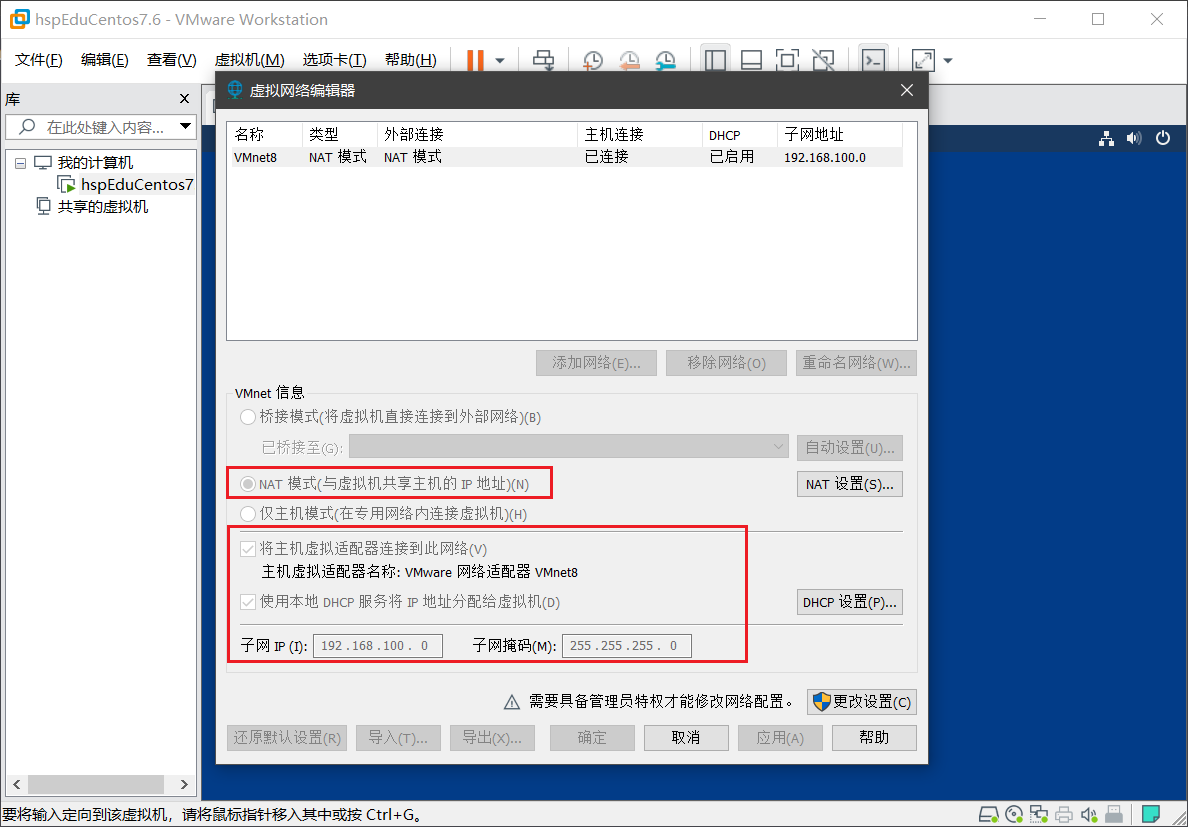 hspEduCentos7.6 - VMware Workstation
文件(F) 编辑(E) 查看(V) 虚拟机(M) 选项卡(T) 帮助(H)
库
在此处键入内容...
我的计算机
hspEduCentos7
共享的虚拟机
虚拟网络编辑器
名称 类型 外部连接 主机连接 DHCP 子网地址
VMnet8 NAT 模式 NAT 模式 已连接 已启用 192.168.100.0
添加网络(E)... 移除网络(O) 重命名网络(W)...
VMnet 信息
桥接模式(将虚拟机直接连接到外部网络)(B)
已桥接至(G): 自动设置(U)...
NAT 模式(与虚拟机共享主机的 IP 地址)(N) NAT 设置(S)...
仅主机模式(在专用网络内连接虚拟机)(H)
将主机虚拟适配器连接到此网络(V)
主机虚拟适配器名称: VMware 网络适配器 VMnet8
使用本地 DHCP 服务将 IP 地址分配给虚拟机(D) DHCP 设置(P)...
子网 IP (I): 192 . 168 . 100 . 0 子网掩码(M): 255 . 255 . 255 . 0
需要具备管理员特权才能修改网络配置。 更改设置(C)
还原默认设置(R) 导入(T)... 导出(X)... 确定 取消 应用(A) 帮助
要将输入定向到该虚拟机，请将鼠标指针移入其中或按 Ctrl+G。